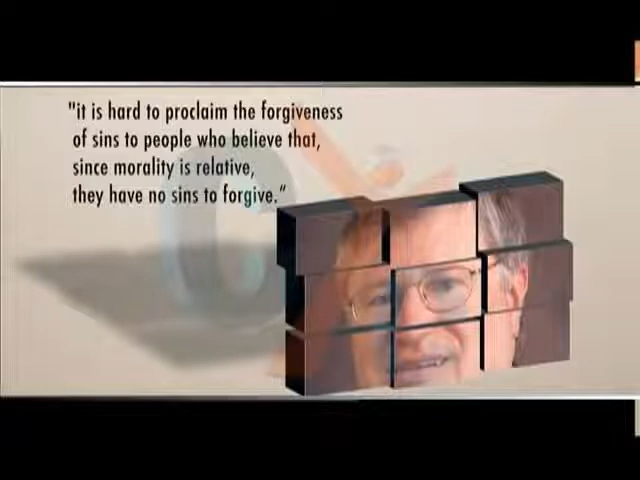 "it is hard to proclaim the forgiveness
of sins to people who believe that,
since morality is relative,
they have no sins to forgive.”